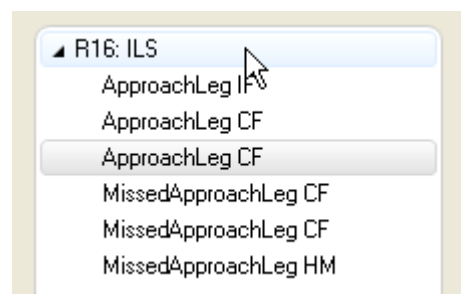 R16: ILS
ApproachLeg IF
ApproachLeg CF
ApproachLeg CF
MissedApproachLeg CF
MissedApproachLeg CF
MissedApproachLeg HM